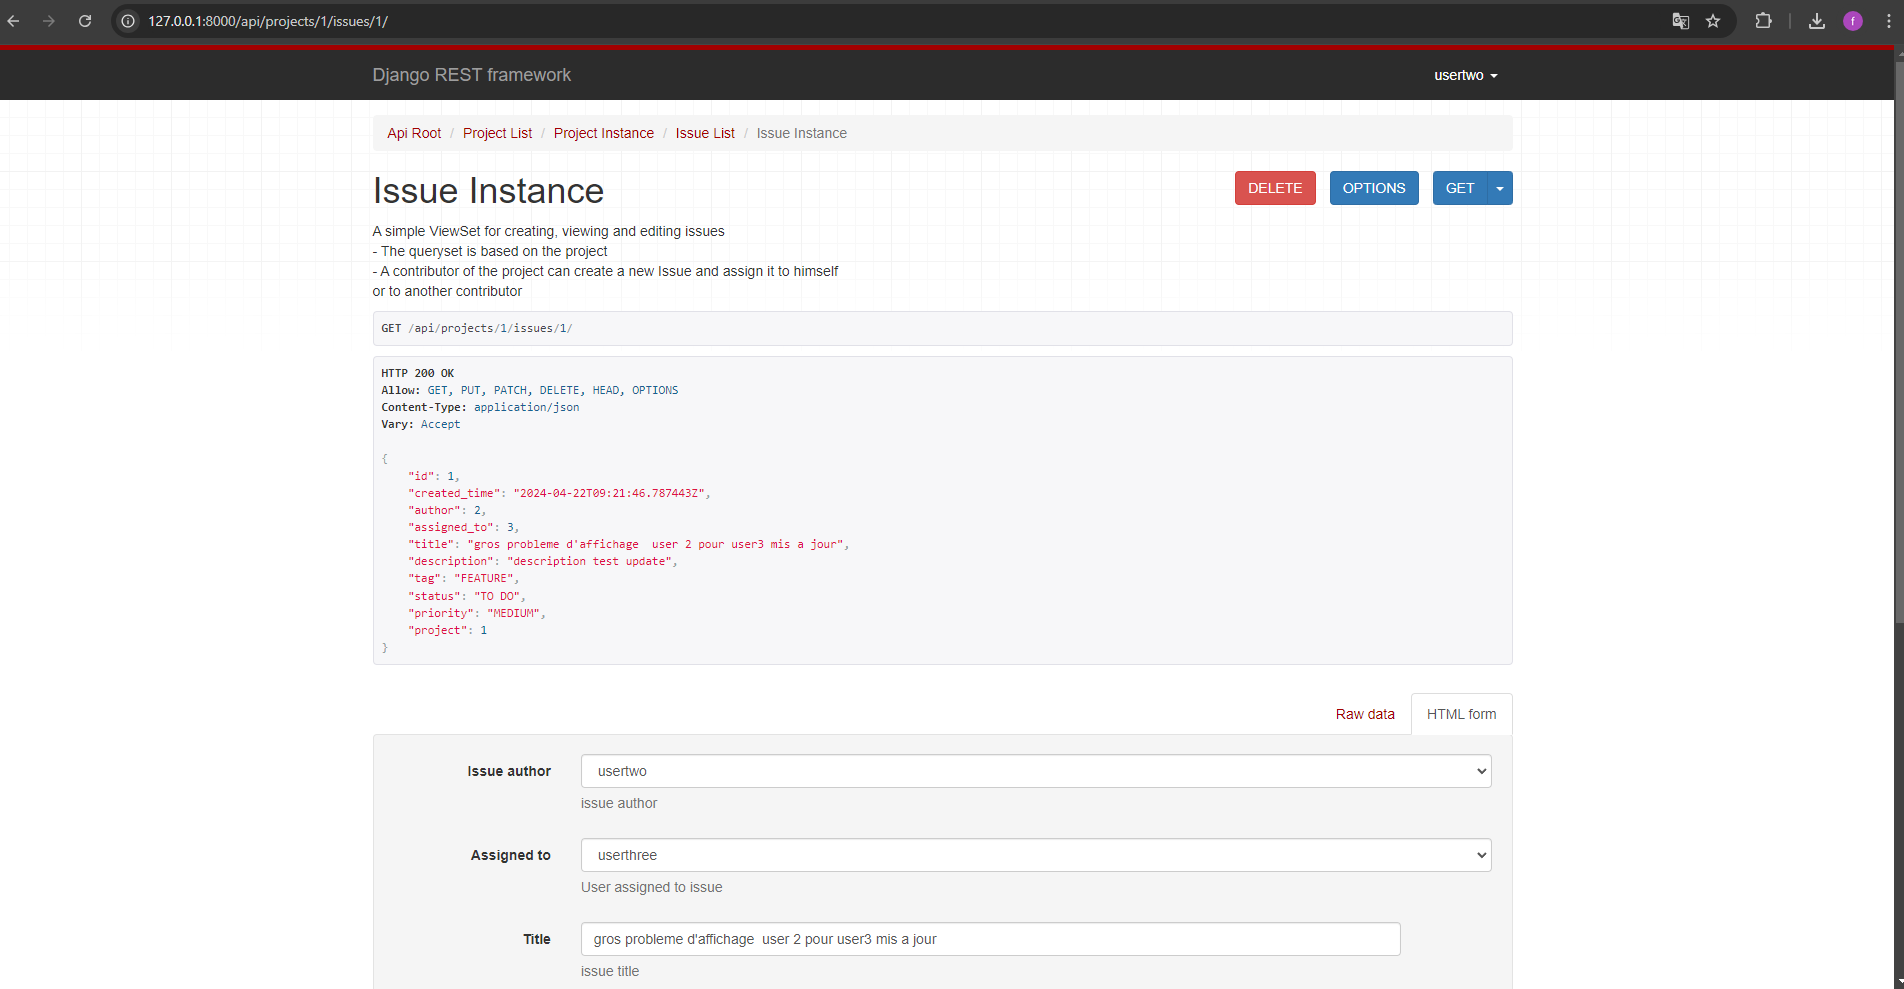 127.0.0.1:8000/api/projects/1/issues/1/
f
Django REST framework
usertwo
Api Root / Project List / Project Instance / Issue List / Issue Instance
Issue Instance
DELETE
OPTIONS
GET
A simple ViewSet for creating, viewing and editing issues
- The queryset is based on the project
- A contributor of the project can create a new Issue and assign it to himself
or to another contributor
GET /api/projects/1/issues/1/
HTTP 200 OK
Allow: GET, PUT, PATCH, DELETE, HEAD, OPTIONS
Content-Type: application/json
Vary: Accept
{
"id": 1,
"created_time": "2024-04-22T09:21:46.787443Z",
"author": 2,
"assigned_to": 3,
"title": "gros probleme d'affichage  user 2 pour user3 mis a jour",
"description": "description test update",
"tag": "FEATURE",
"status": "TO DO",
"priority": "MEDIUM",
"project": 1
}
Raw data
HTML form
Issue author
usertwo
issue author
Assigned to
userthree
User assigned to issue
Title
gros probleme d'affichage  user 2 pour user3 mis a jour
issue title